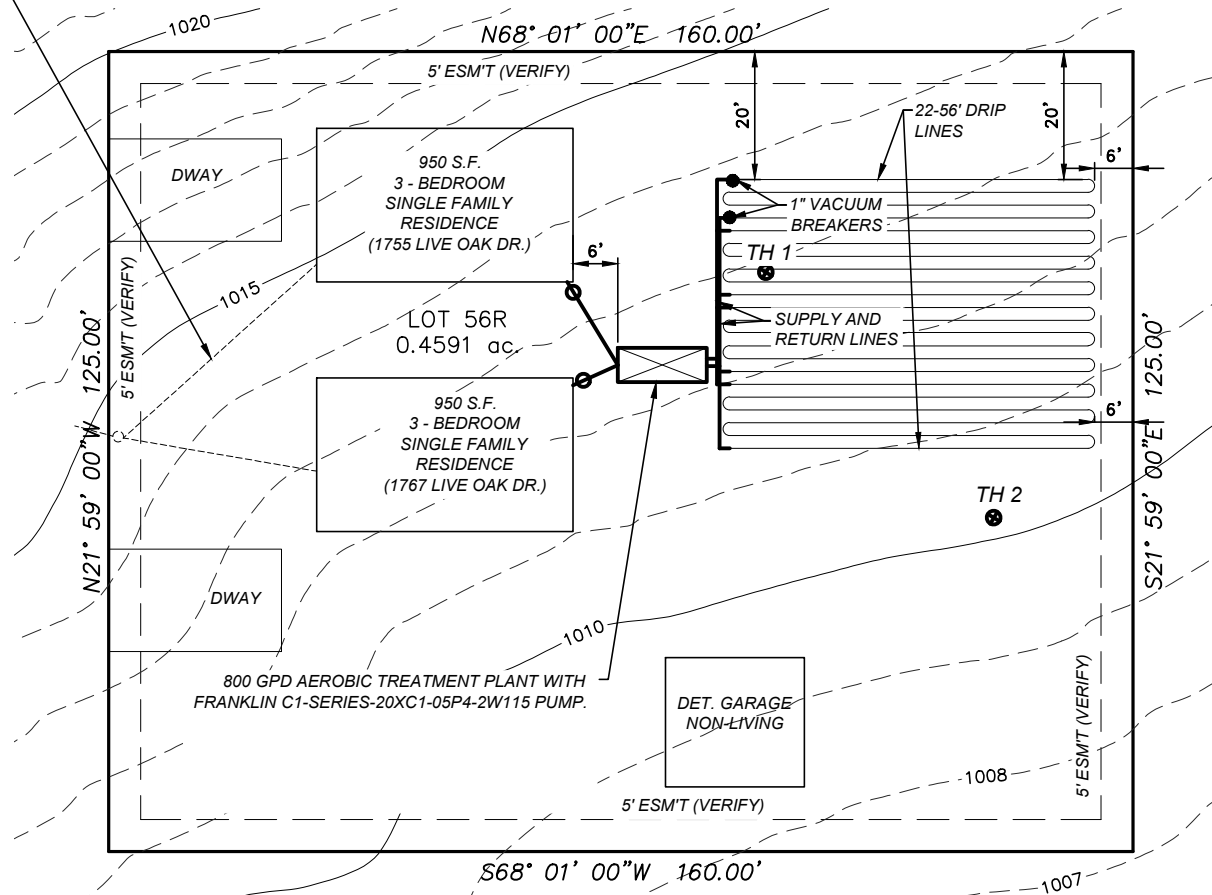 1020
N68° 01' 00"E 160.00'
5' ESM'T (VERIFY)
20'
20'
22-56' DRIP
LINES
6'
DWAY
950 S.F.
3 - BEDROOM
SINGLE FAMILY
RESIDENCE
(1755 LIVE OAK DR.)
1" VACUUM
BREAKERS
6'
TH 1
5' ESM'T (VERIFY)
1015
LOT 56R
0.4591 ac.
SUPPLY AND
RETURN LINES
N21° 59' 00"W 125.00'
S21° 59' 00"E 125.00'
950 S.F.
3 - BEDROOM
SINGLE FAMILY
RESIDENCE
(1767 LIVE OAK DR.)
6'
TH 2
DWAY
1010
800 GPD AEROBIC TREATMENT PLANT WITH
FRANKLIN C1-SERIES-20XC1-05P4-2W115 PUMP.
DET. GARAGE
NON-LIVING
5' ESM'T (VERIFY)
1008
5' ESM'T (VERIFY)
S68° 01' 00"W 160.00'
1007